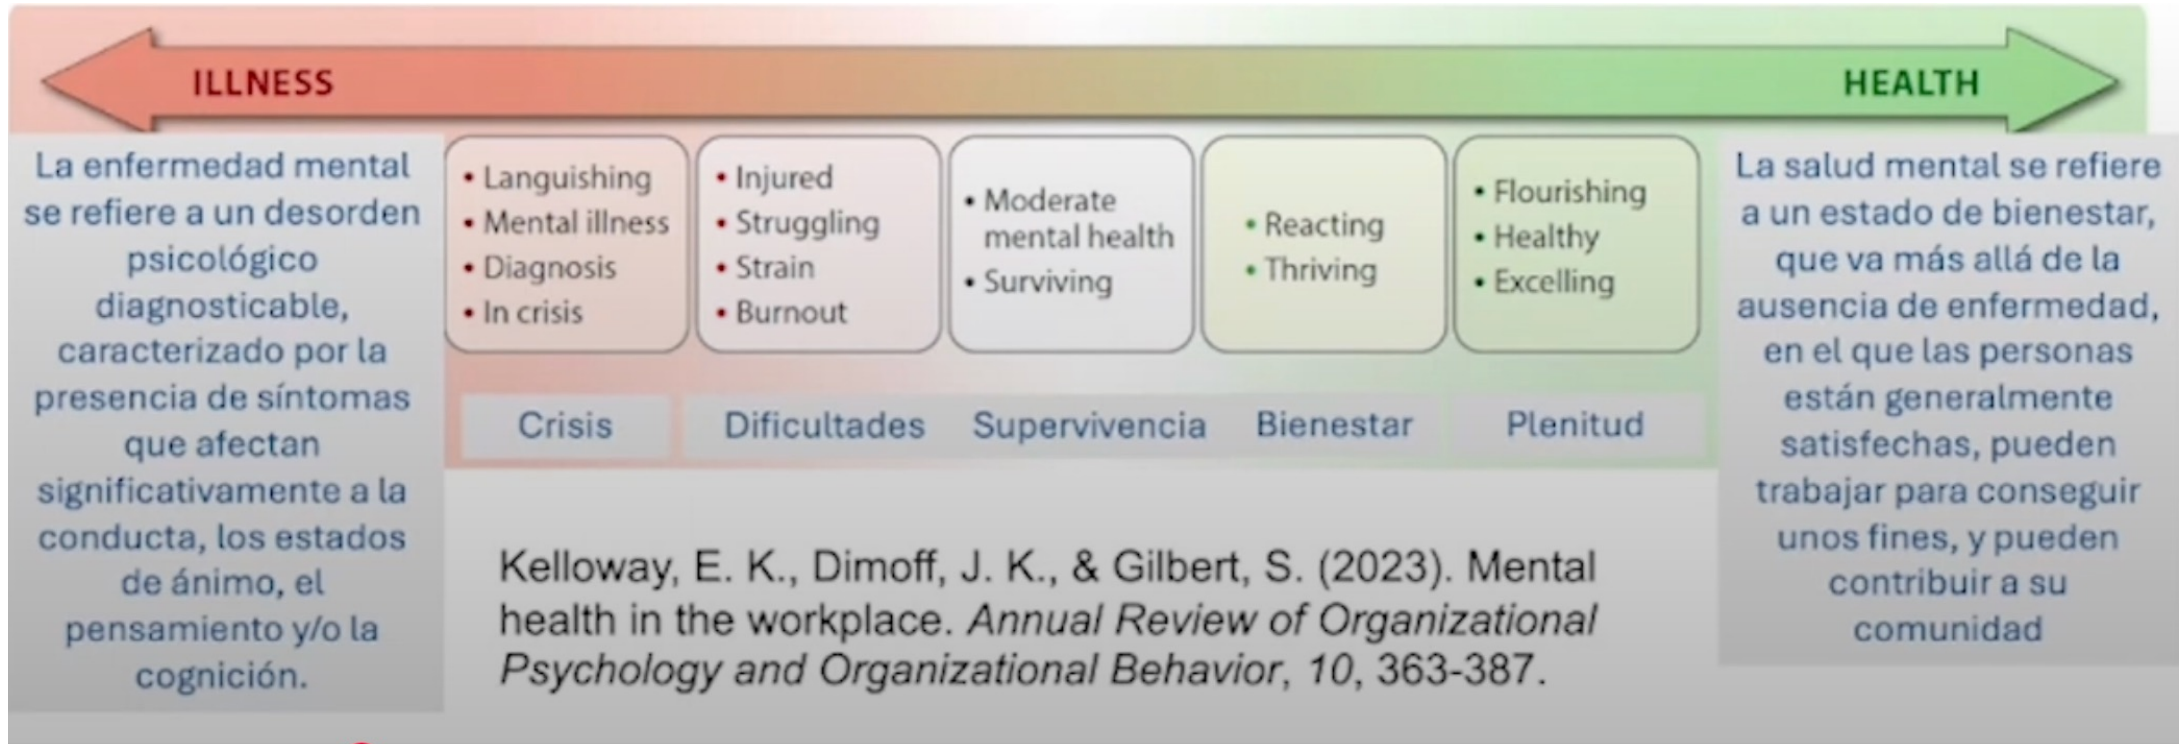 ILLNESS
HEALTH
La enfermedad mental
se refiere a un desorden
psicológico
diagnosticable,
caracterizado por la
presencia de síntomas
que afectan
significativamente a la
conducta, los estados
de ánimo, el
pensamiento y/o la
cognición.
• Languishing
• Mental illness
• Diagnosis
• In crisis
• Injured
• Struggling
• Strain
• Burnout
• Moderate
mental health
• Surviving
• Reacting
• Thriving
• Flourishing
• Healthy
• Excelling
Crisis
Dificultades
Supervivencia
Bienestar
Plenitud
La salud mental se refiere
a un estado de bienestar,
que va más allá de la
ausencia de enfermedad,
en el que las personas
están generalmente
satisfechas, pueden
trabajar para conseguir
unos fines, y pueden
contribuir a su
comunidad
Kelloway, E. K., Dimoff, J. K., & Gilbert, S. (2023). Mental
health in the workplace. Annual Review of Organizational
Psychology and Organizational Behavior, 10, 363-387.